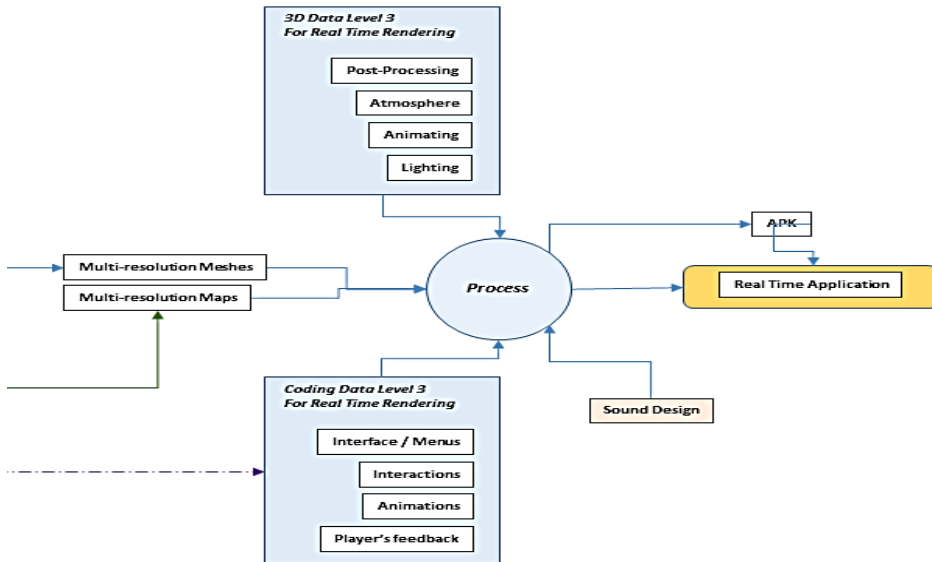 3D Data Level 3
For Real Time Rendering
Post-Processing
Atmosphere
Animating
Lighting
APK
Multi-resolution Meshes
Multi-resolution Maps
Process
Real Time Application
Coding Data Level 3
For Real Time Rendering
Sound Design
Interface / Menus
Interactions
Animations
Player's feedback